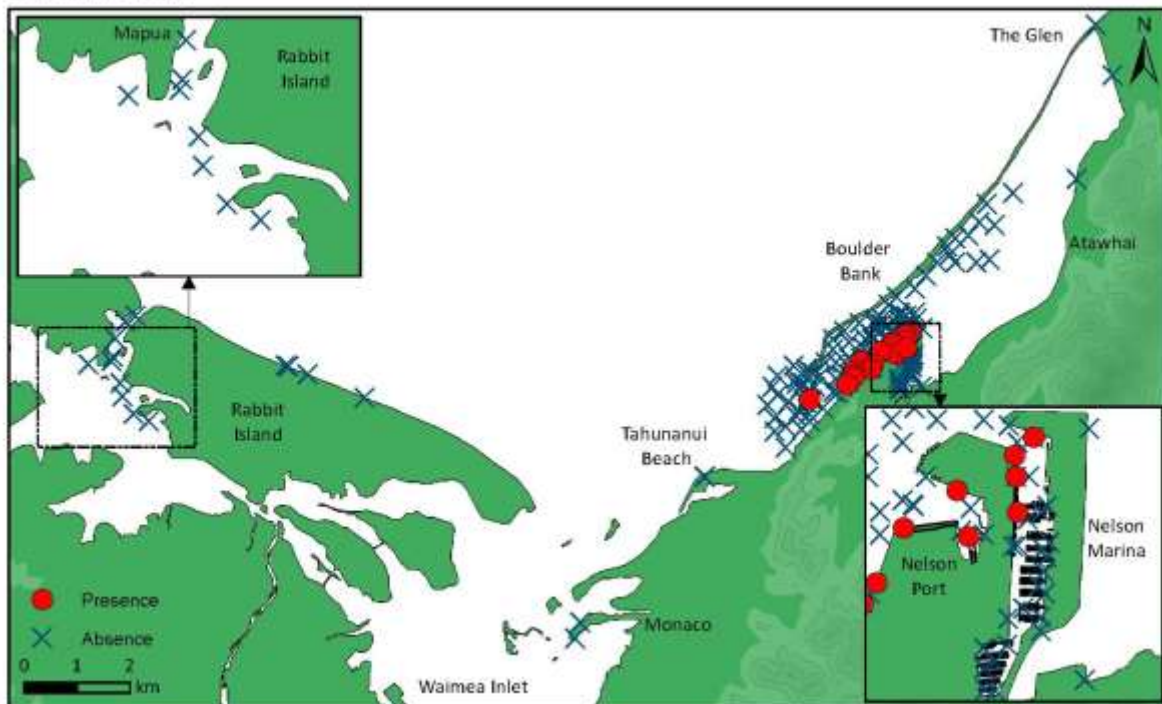 Mapua
Rabbit
Island
The Glen
N
Boulder
Bank
Atawhai
Rabbit
Island
Tahunanui
Beach
Nelson
Marina
Nelson
Port
Presence
Absence
Monaco
0 1 2
km
Waimea Inlet